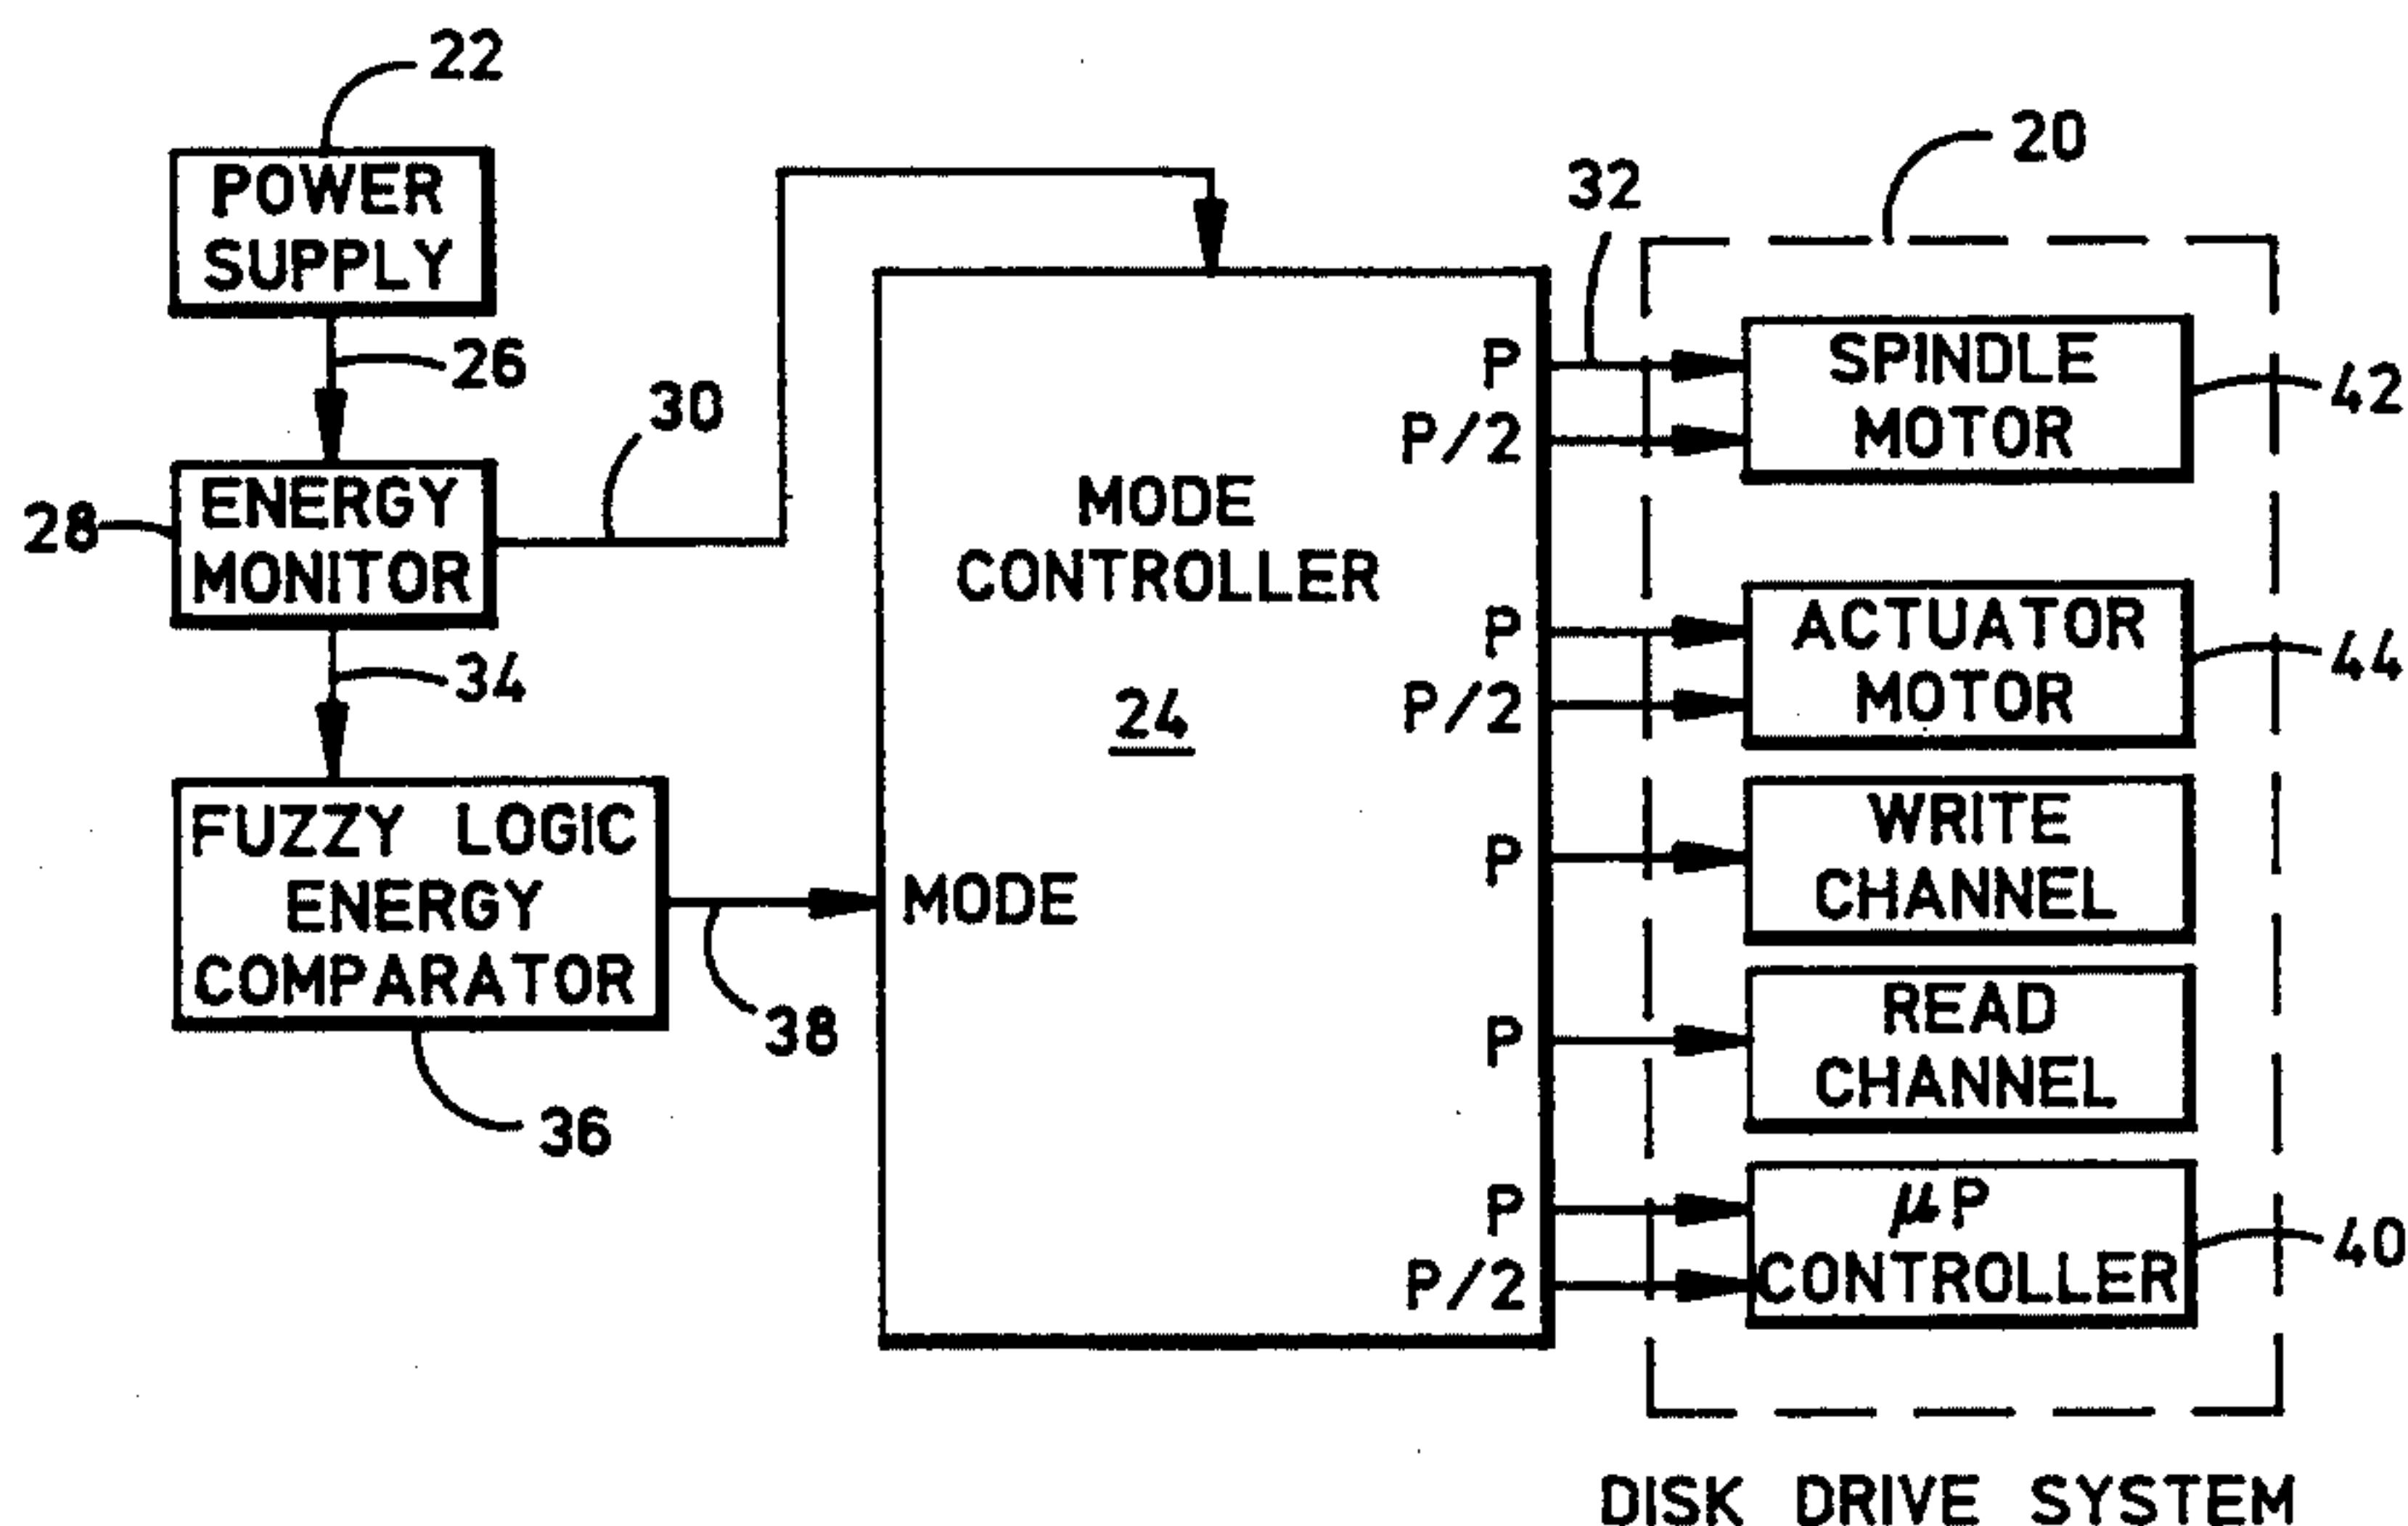 22
POWER
SUPPLY
26
28
ENERGY
MONITOR
30
34
FUZZY LOGIC
ENERGY
COMPARATOR
36
38
MODE
CONTROLLER
24
MODE
32
20
P
P/2
SPINDLE
MOTOR
42
P
P/2
ACTUATOR
MOTOR
44
P
WRITE
CHANNEL
P
READ
CHANNEL
P
P/2
µP
CONTROLLER
40
DISK DRIVE SYSTEM